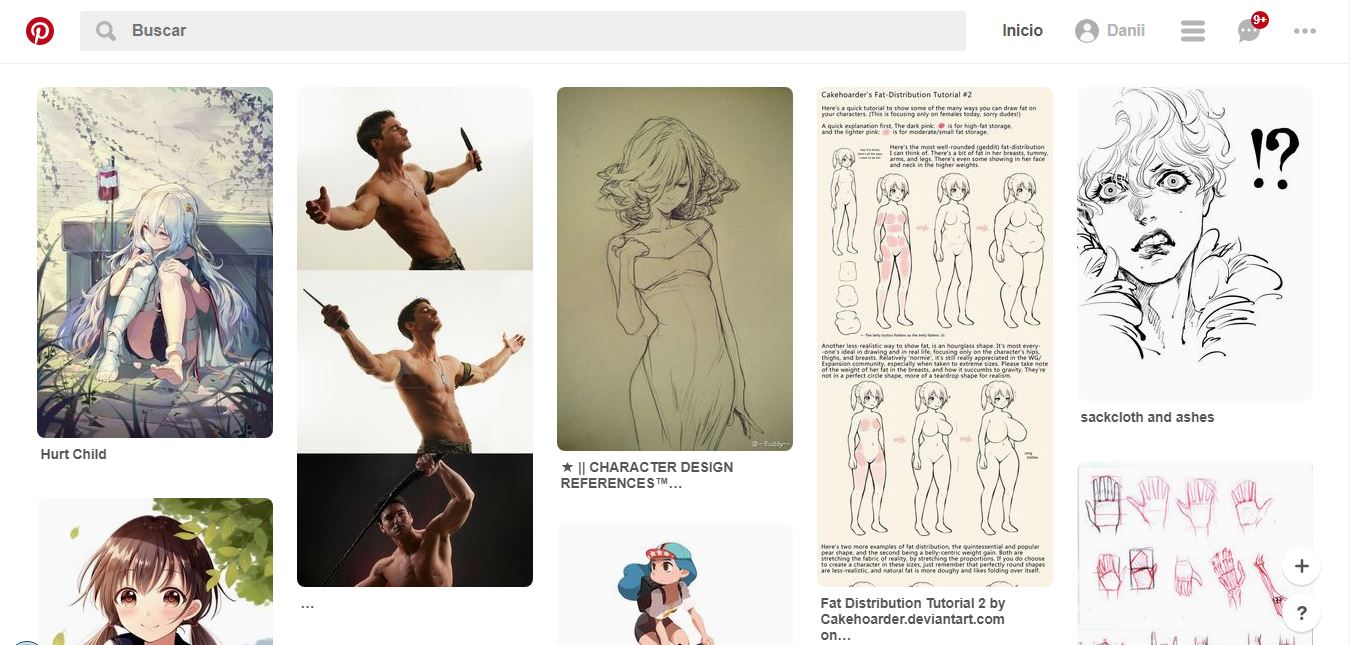 Buscar
Inicio
Danii
9+
Hurt Child
...
@--Buddy--
★ || CHARACTER DESIGN
REFERENCES™...
Cakehoarder's Fat-Distribution Tutorial #2
Here's a quick tutorial to show some of the many ways you can draw fat on
your characters. (This is focusing only on females today, sorry dudes!)
A quick explanation first, The dark pink: is for high-fat storage,
and the lighter pink: is for moderate/small fat storage.
Here's the most well-rounded (geddit) fat-distribution
I can think of. There's a bit of fat in her breasts, tummy,
arms, and legs. There's even some showing in her face
and neck in the higher weights.
<-- The belly button flattens as the belly flattens :3c
Another less-realistic way to show fat, is an hourglass shape. It's most every-
-one's ideal in drawing and in real life, focusing only on the character's hips,
thighs, and breasts. Relatively 'normie', it's still really appreciated in the WG/
Expansion community, especially when taken to extreme sizes. Please take note
of the weight of her fat in the breasts, and how it succumbs to gravity. They're
not in a perfect circle shape, more of a teardrop shape for realism.
omg
tiddies
Here's two more examples of fat distribution, the quintessential and popular
pear shape, and the second being a belly-centric weight gain. Both are
stretching the fabric of reality, by stretching the proportions. If you do choose
to create a character in these sizes, just remember that perfectly round shapes
are less-realistic, and natural fat is more doughy and likes folding over itself.
Fat Distribution Tutorial 2 by
Cakehoarder.deviantart.com
on...
!?
sackcloth and ashes
+
?